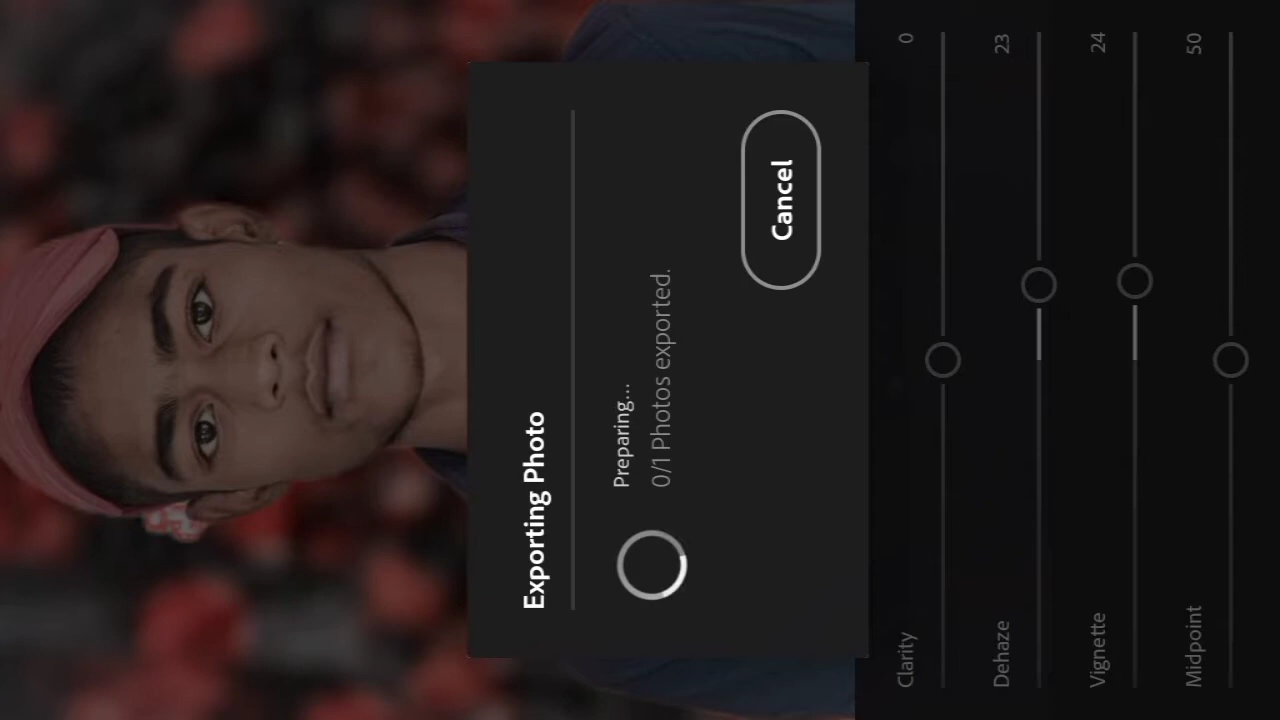 Exporting Photo
Preparing...
0/1 Photos exported.
Cancel
Clarity 0
Dehaze 23
Vignette 24
Midpoint 50